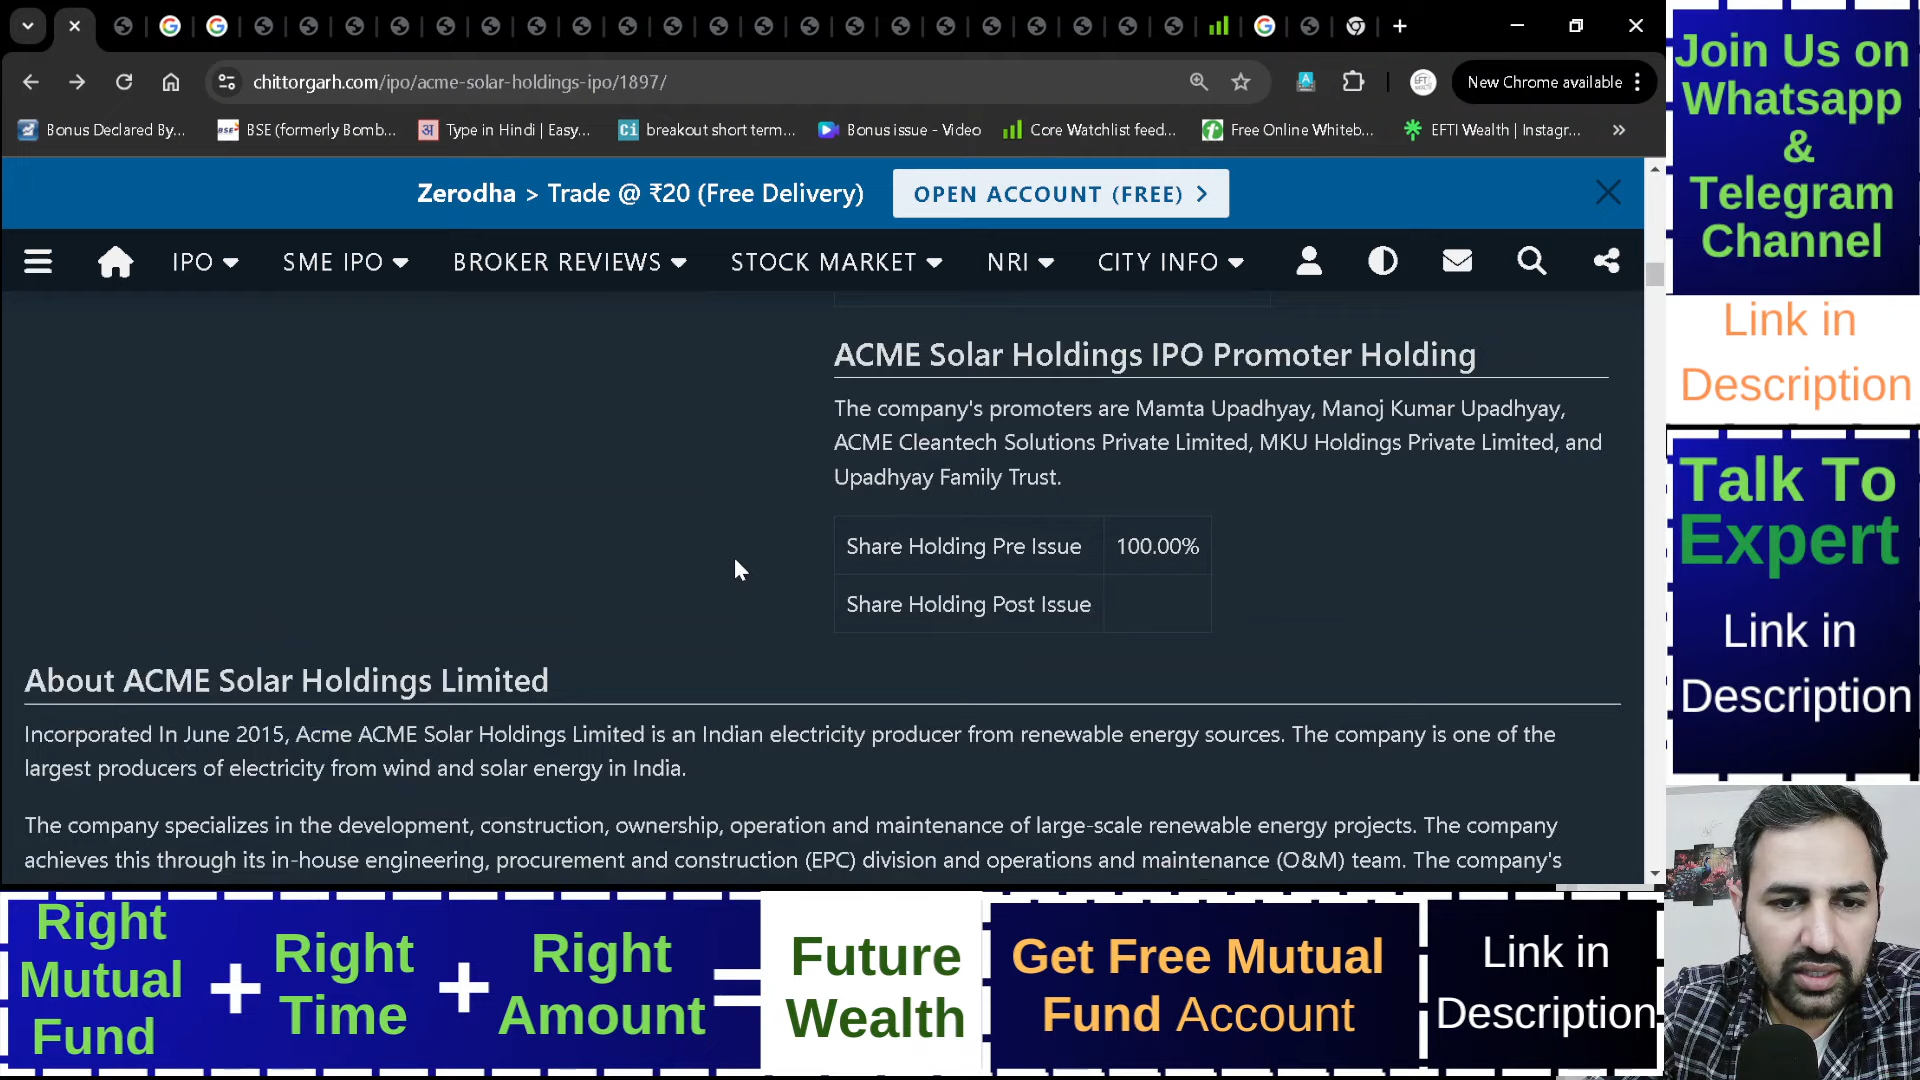 chittorgarh.com/ipo/acme-solar-holdings-ipo/1897/
New Chrome available
Bonus Declared By...
BSE (formerly Bomb...
Type in Hindi | Easy...
breakout short term...
Bonus issue - Video
Core Watchlist feed...
Free Online Whiteb...
EFTI Wealth | Instagr...
Zerodha > Trade @ ₹20 (Free Delivery)
OPEN ACCOUNT (FREE)
IPO
SME IPO
BROKER REVIEWS
STOCK MARKET
NRI
CITY INFO
ACME Solar Holdings IPO Promoter Holding
The company's promoters are Mamta Upadhyay, Manoj Kumar Upadhyay,
ACME Cleantech Solutions Private Limited, MKU Holdings Private Limited, and
Upadhyay Family Trust.
Share Holding Pre Issue 100.00%
Share Holding Post Issue
About ACME Solar Holdings Limited
Incorporated In June 2015, Acme ACME Solar Holdings Limited is an Indian electricity producer from renewable energy sources. The company is one of the
largest producers of electricity from wind and solar energy in India.
The company specializes in the development, construction, ownership, operation and maintenance of large-scale renewable energy projects. The company
achieves this through its in-house engineering, procurement and construction (EPC) division and operations and maintenance (O&M) team. The company's
Join Us on
Whatsapp
&
Telegram
Channel
Link in
Description
Talk To
Expert
Link in
Description
Right
Mutual
Fund
+
Right
Time
+
Right
Amount
=
Future
Wealth
Get Free Mutual
Fund Account
Link in
Description